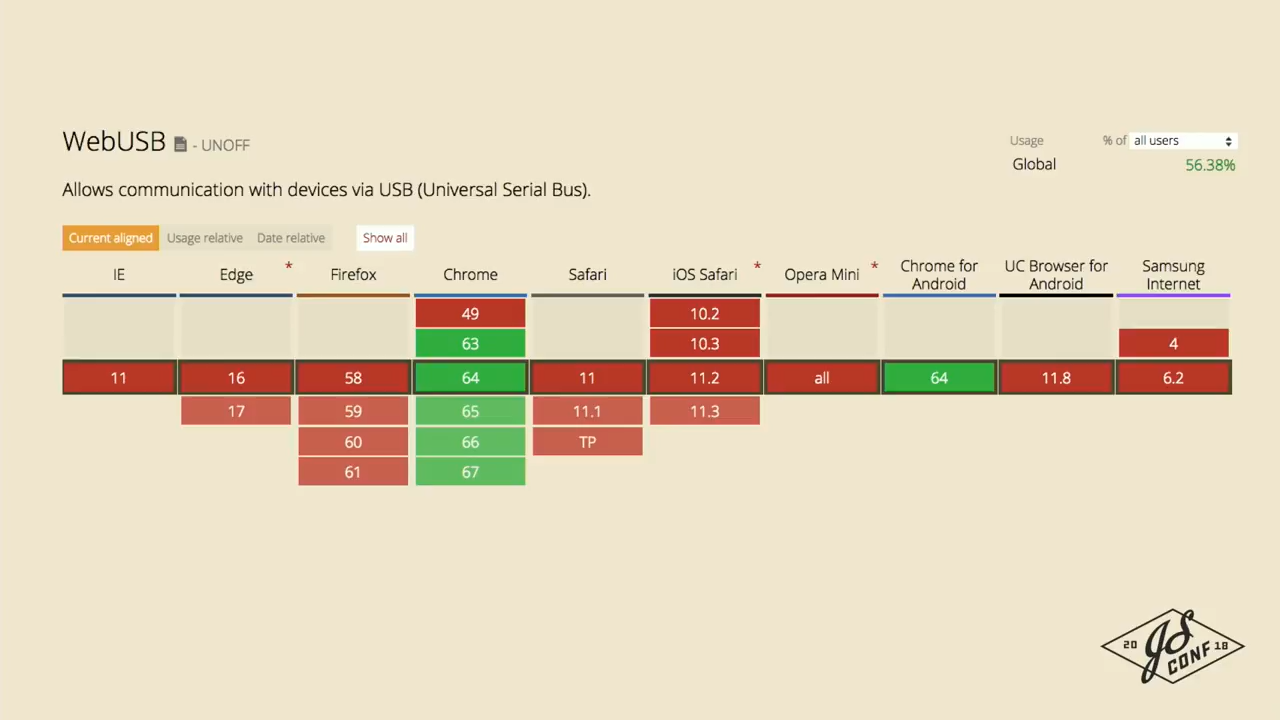 WebUSB - UNOFF
Usage % of all users
Global 56.38%
Allows communication with devices via USB (Universal Serial Bus).
Current aligned Usage relative Date relative Show all
IE Edge * Firefox Chrome Safari iOS Safari * Opera Mini * Chrome for Android UC Browser for Android Samsung Internet
49 10.2
63 10.3 4
11 16 58 64 11 11.2 all 64 11.8 6.2
17 59 65 11.1 11.3
60 66 TP
61 67
20 JS 18
CONF